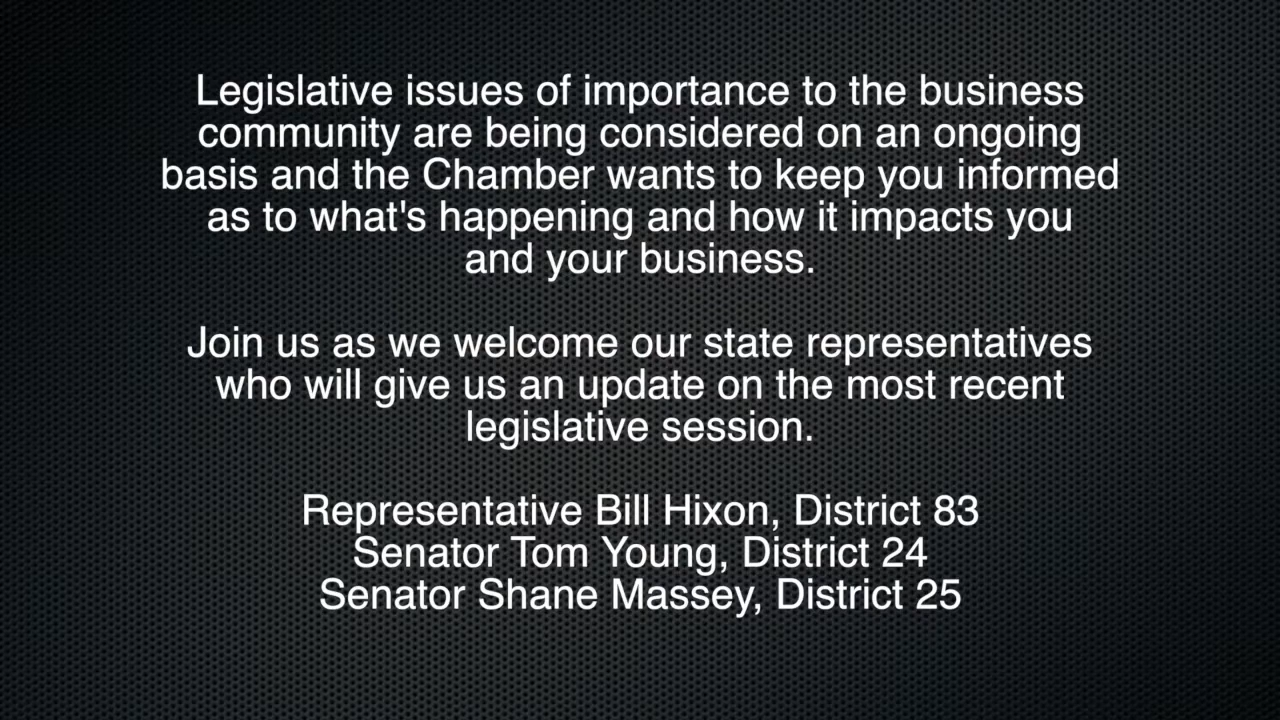 Legislative issues of importance to the business
community are being considered on an ongoing
basis and the Chamber wants to keep you informed
as to what's happening and how it impacts you
and your business.
Join us as we welcome our state representatives
who will give us an update on the most recent
legislative session.
Representative Bill Hixon, District 83
Senator Tom Young, District 24
Senator Shane Massey, District 25